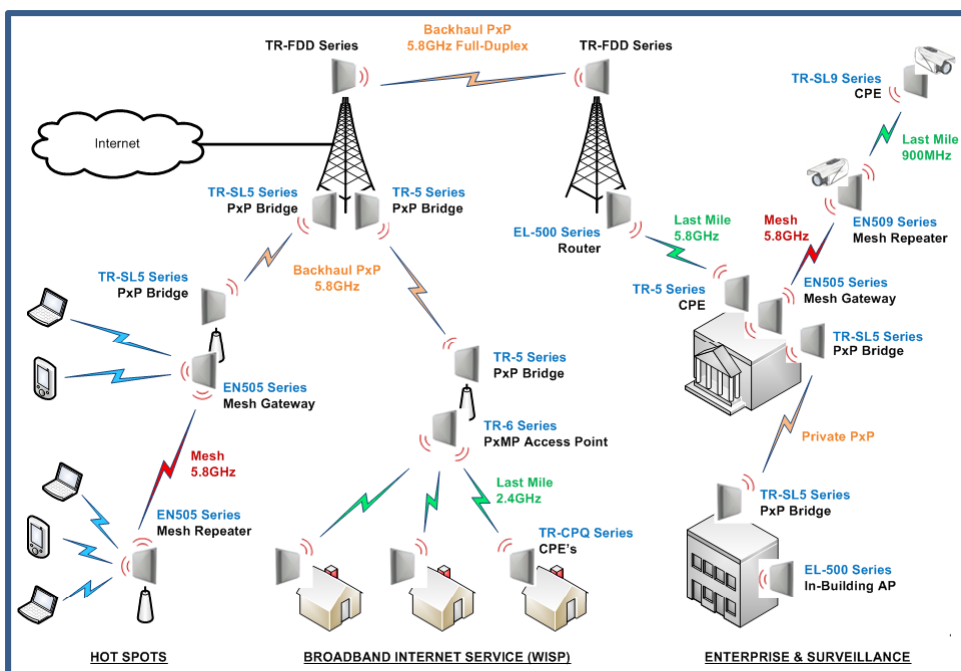 Backhaul PxP
5.8GHz Full-Duplex
TR-FDD Series
TR-FDD Series
TR-SL9 Series
CPE
Internet
Last Mile
900MHz
TR-SL5 Series
PxP Bridge
TR-5 Series
PxP Bridge
EL-500 Series
Router
Last Mile
5.8GHz
Mesh
5.8GHz
EN509 Series
Mesh Repeater
TR-SL5 Series
PxP Bridge
Backhaul PxP
5.8GHz
TR-5 Series
CPE
EN505 Series
Mesh Gateway
TR-SL5 Series
PxP Bridge
TR-5 Series
PxP Bridge
EN505 Series
Mesh Gateway
TR-6 Series
PxMP Access Point
Private PxP
Mesh
5.8GHz
Last Mile
2.4GHz
EN505 Series
Mesh Repeater
TR-CPQ Series
CPE's
TR-SL5 Series
PxP Bridge
EL-500 Series
In-Building AP
HOT SPOTS
BROADBAND INTERNET SERVICE (WISP)
ENTERPRISE & SURVEILLANCE